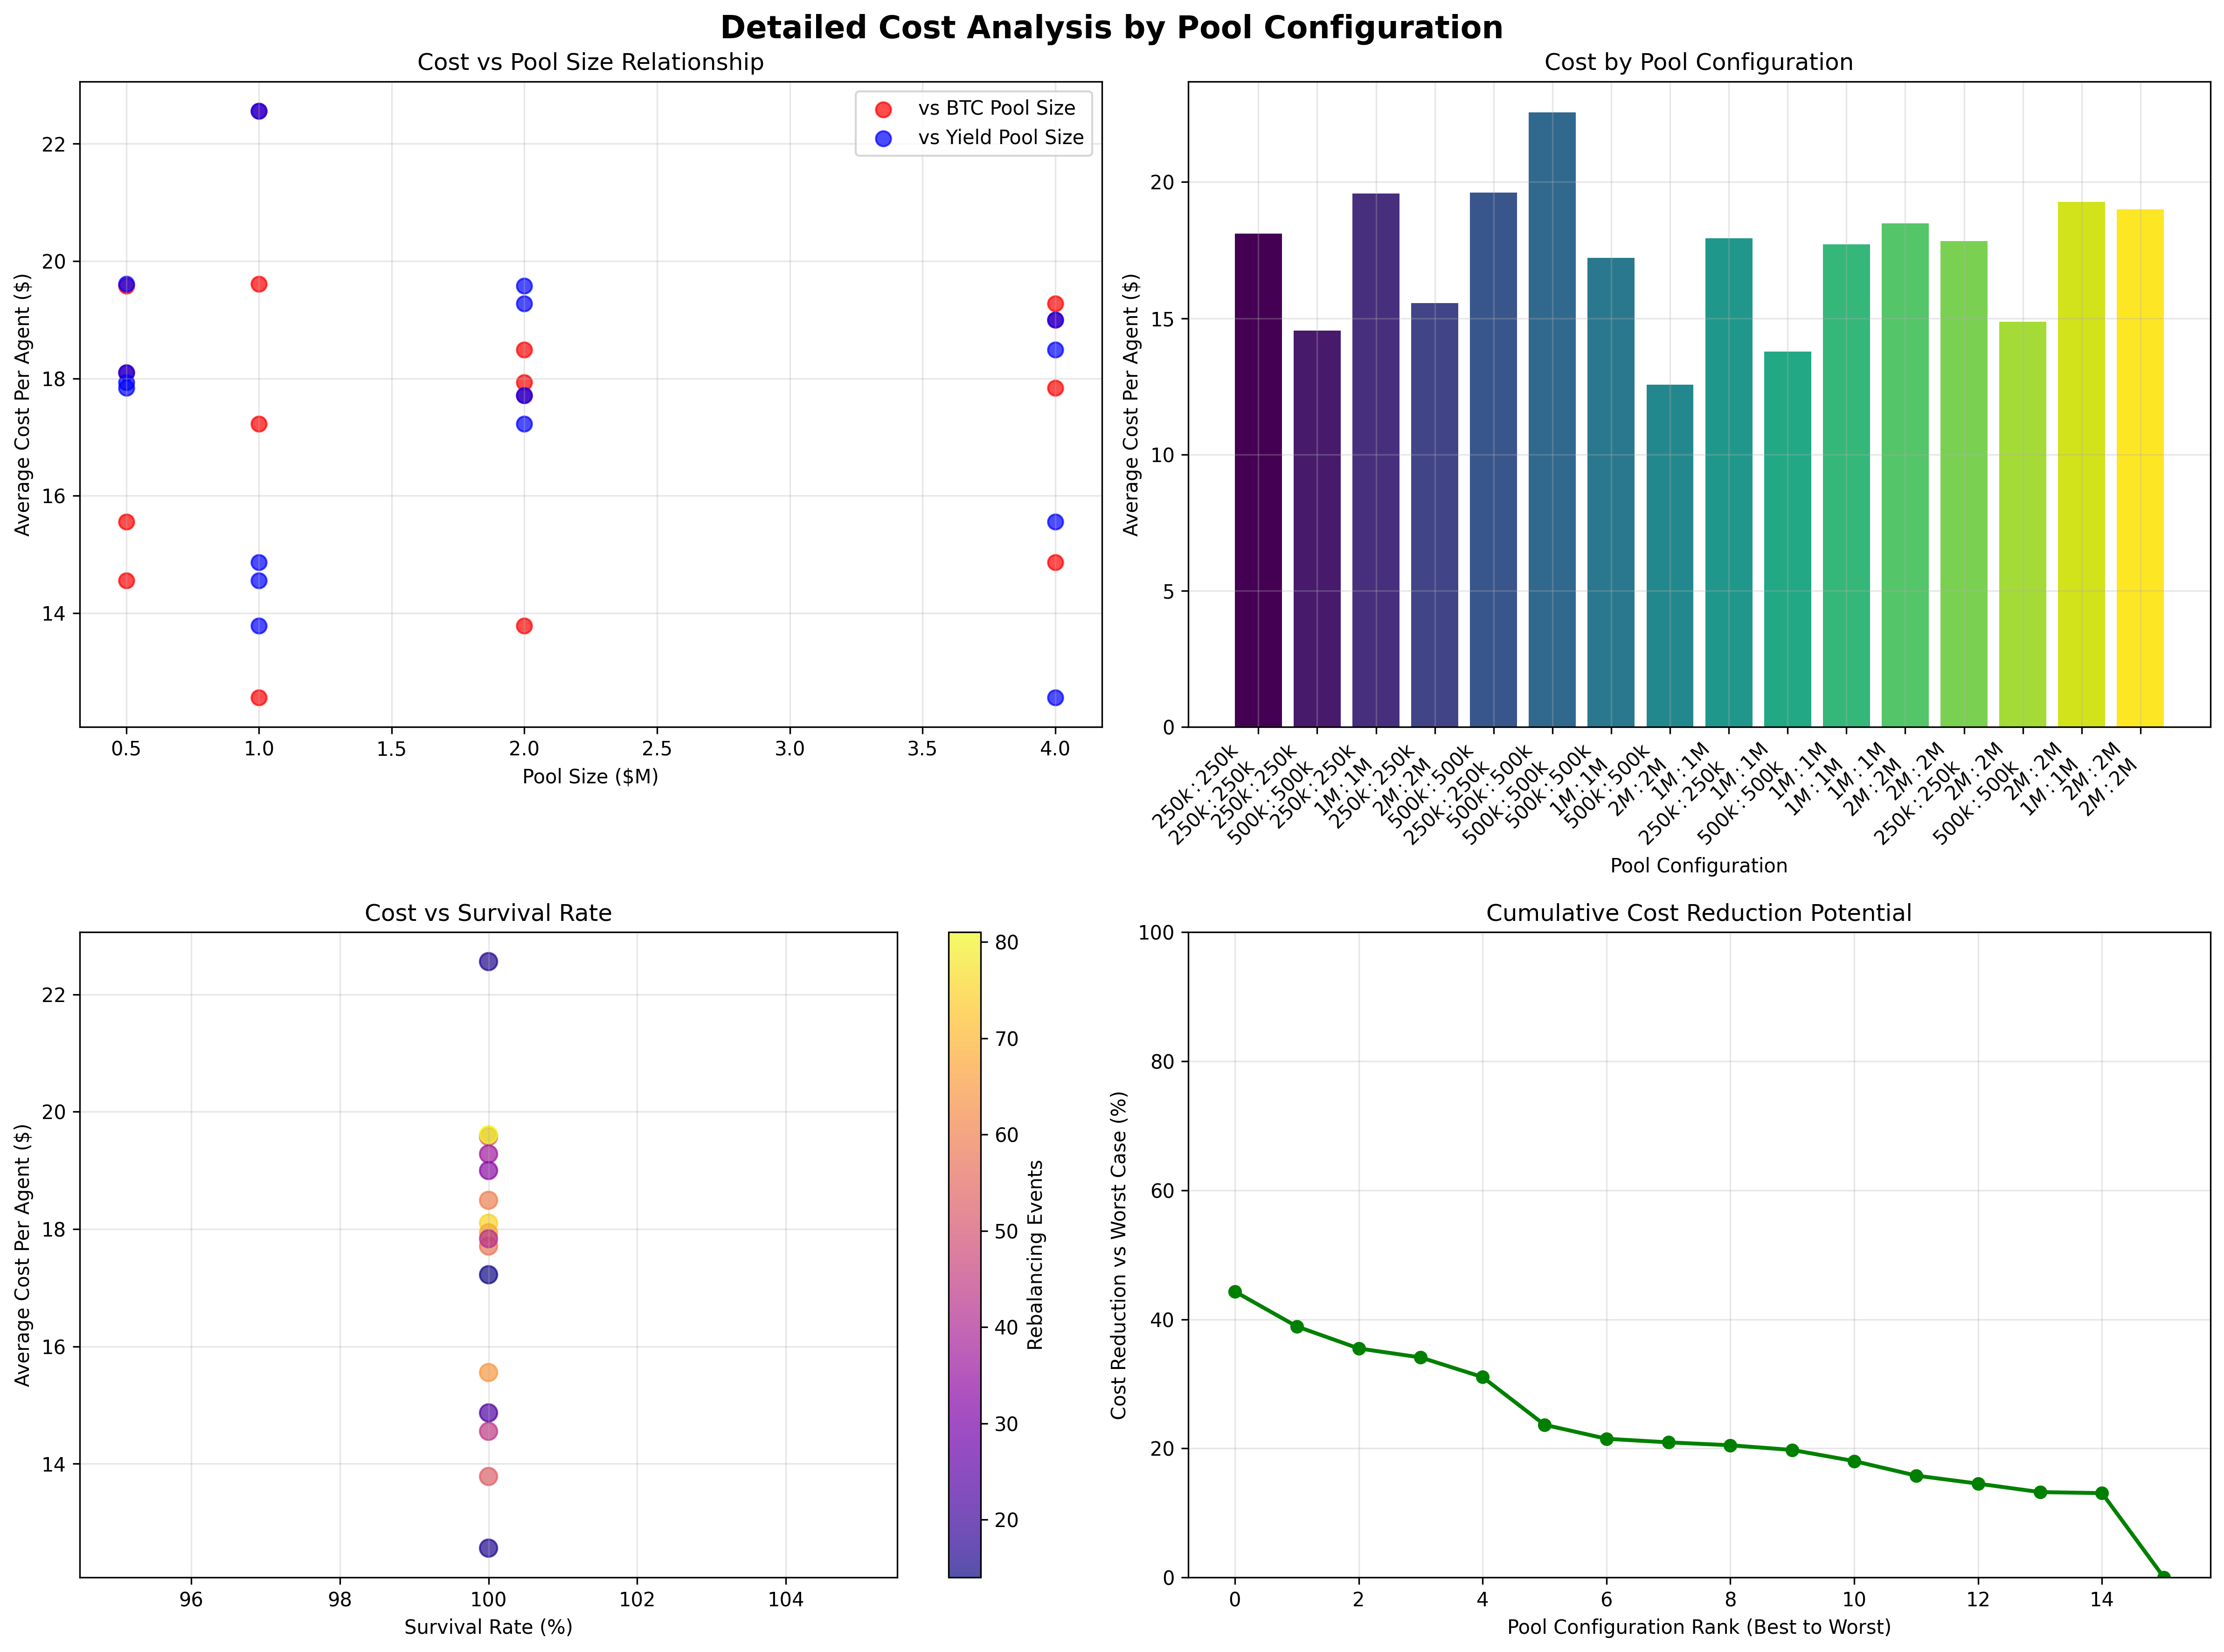 Detailed Cost Analysis by Pool Configuration
Cost vs Pool Size Relationship
Average Cost Per Agent ($)
22
20
18
16
14
vs BTC Pool Size
vs Yield Pool Size
0.5 1.0 1.5 2.0 2.5 3.0 3.5 4.0
Pool Size ($M)
Cost by Pool Configuration
Average Cost Per Agent ($)
20
15
10
5
0
250k:250k
250k:250k
250k:250k
500k:500k
250k:250k
1M:1M
250k:250k
2M:2M
500k:500k
250k:250k
500k:500k
500k:500k
500k:500k
1M:1M
500k:500k
2M:2M
1M:1M
250k:250k
1M:1M
500k:500k
1M:1M
1M:1M
1M:1M
2M:2M
2M:2M
250k:250k
2M:2M
500k:500k
2M:2M
1M:1M
2M:2M
2M:2M
Pool Configuration
Cost vs Survival Rate
Average Cost Per Agent ($)
22
20
18
16
14
96 98 100 102 104
Survival Rate (%)
80
70
60
50
40
30
20
Rebalancing Events
Cumulative Cost Reduction Potential
Cost Reduction vs Worst Case (%)
100
80
60
40
20
0
0 2 4 6 8 10 12 14
Pool Configuration Rank (Best to Worst)